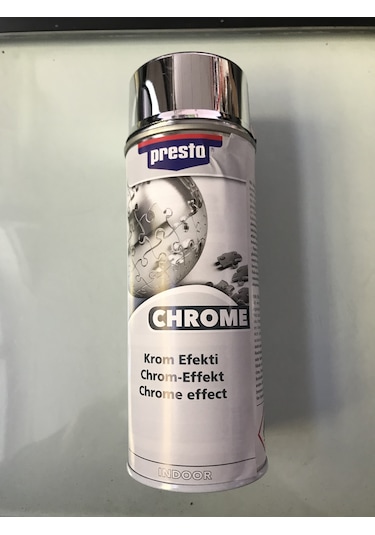 presto
CHROME
Krom Efekti
Chrom-Effekt
Chrome effect
INDOOR